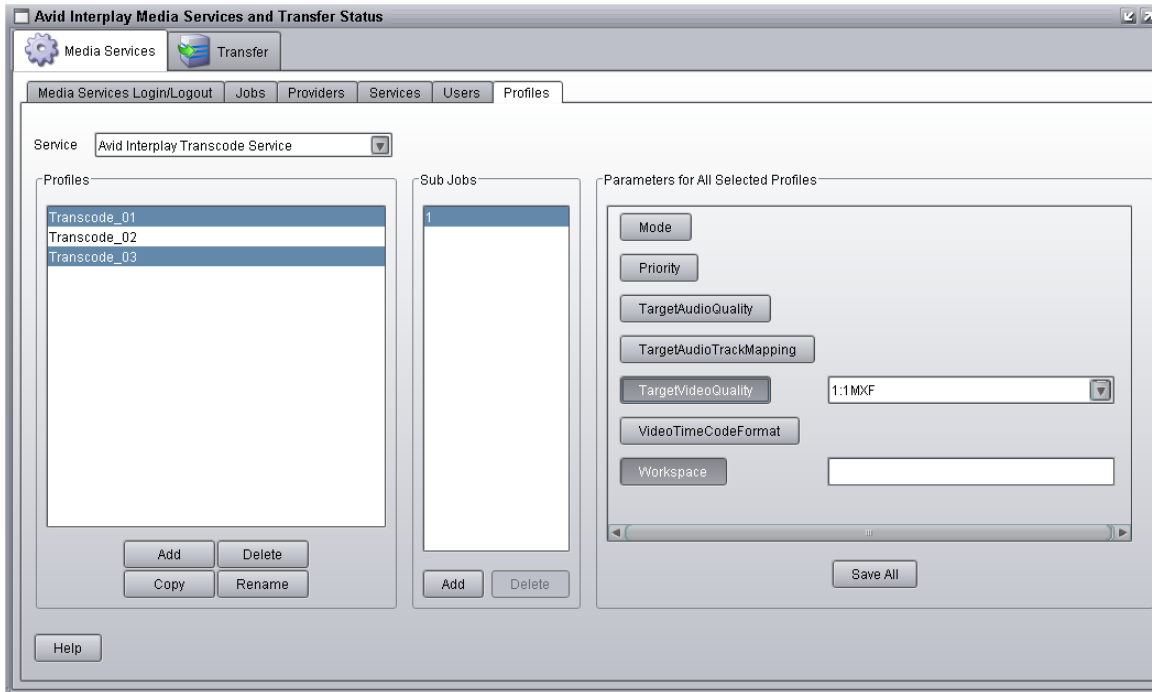 Avid Interplay Media Services and Transfer Status
Media Services Transfer
Media Services Login/Logout Jobs Providers Services Users Profiles
Service Avid Interplay Transcode Service
Profiles
Transcode_01
Transcode_02
Transcode_03
Add Delete
Copy Rename
Sub Jobs
1
Add Delete
Parameters for All Selected Profiles
Mode
Priority
TargetAudioQuality
TargetAudioTrackMapping
TargetVideoQuality 1:1MXF
VideoTimeCodeFormat
Workspace
Save All
Help